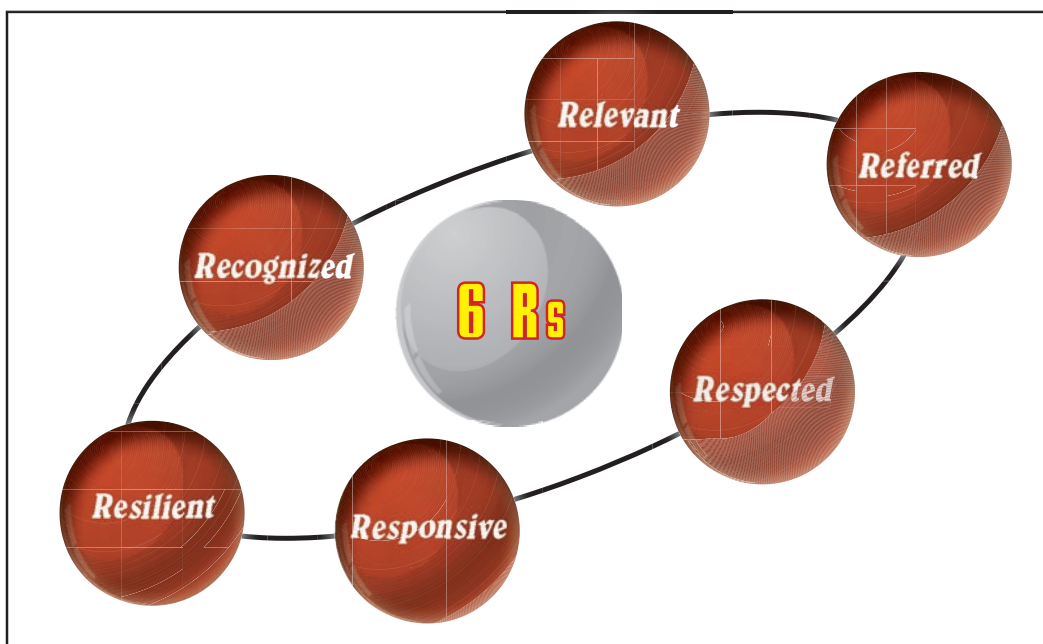 Relevant
Referred
Recognized
6 Rs
Respected
Resilient
Responsive